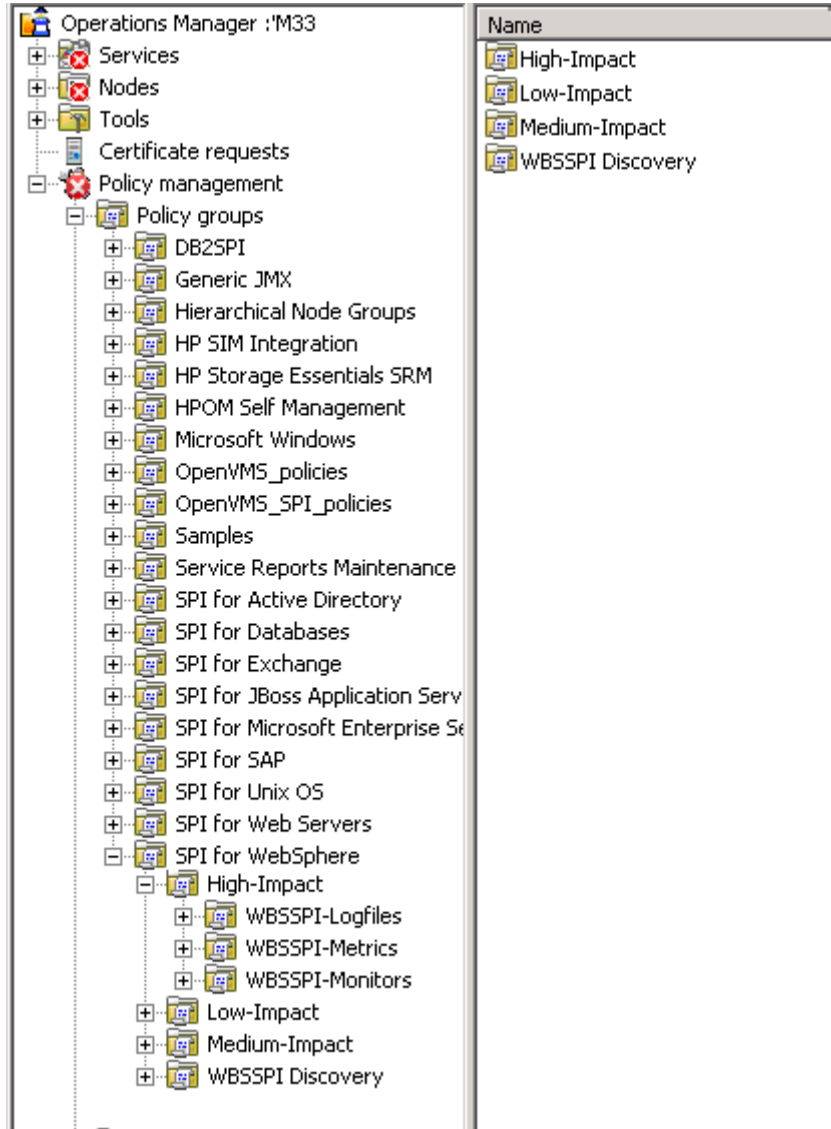 Operations Manager :'M33
Services
Nodes
Tools
Certificate requests
Policy management
Policy groups
DB2SPI
Generic JMX
Hierarchical Node Groups
HP SIM Integration
HP Storage Essentials SRM
HPOM Self Management
Microsoft Windows
OpenVMS_policies
OpenVMS_SPI_policies
Samples
Service Reports Maintenance
SPI for Active Directory
SPI for Databases
SPI for Exchange
SPI for JBoss Application Serv
SPI for Microsoft Enterprise Se
SPI for SAP
SPI for Unix OS
SPI for Web Servers
SPI for WebSphere
High-Impact
WBSSPI-Logfiles
WBSSPI-Metrics
WBSSPI-Monitors
Low-Impact
Medium-Impact
WBSSPI Discovery
Name
High-Impact
Low-Impact
Medium-Impact
WBSSPI Discovery